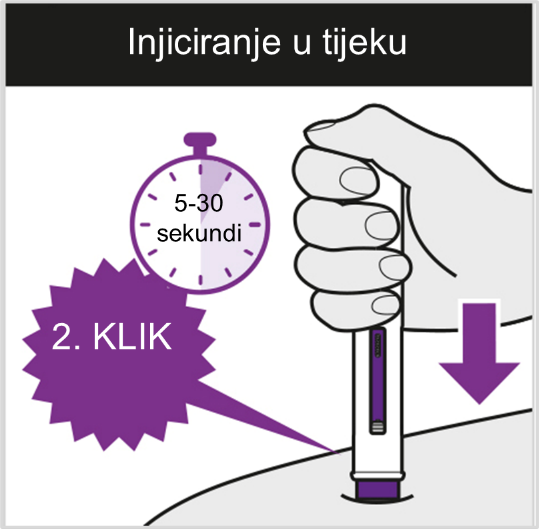 Injiciranje u tijeku
5-30
sekundi
2. KLIK